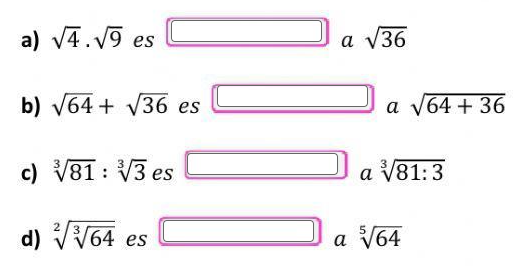 a) √4 . √9 es a √36
b) √64 + √36 es a √64 + 36
c) ∛81 : ∛3 es a ∛81:3
d) ²√∛64 es a ⁵√64